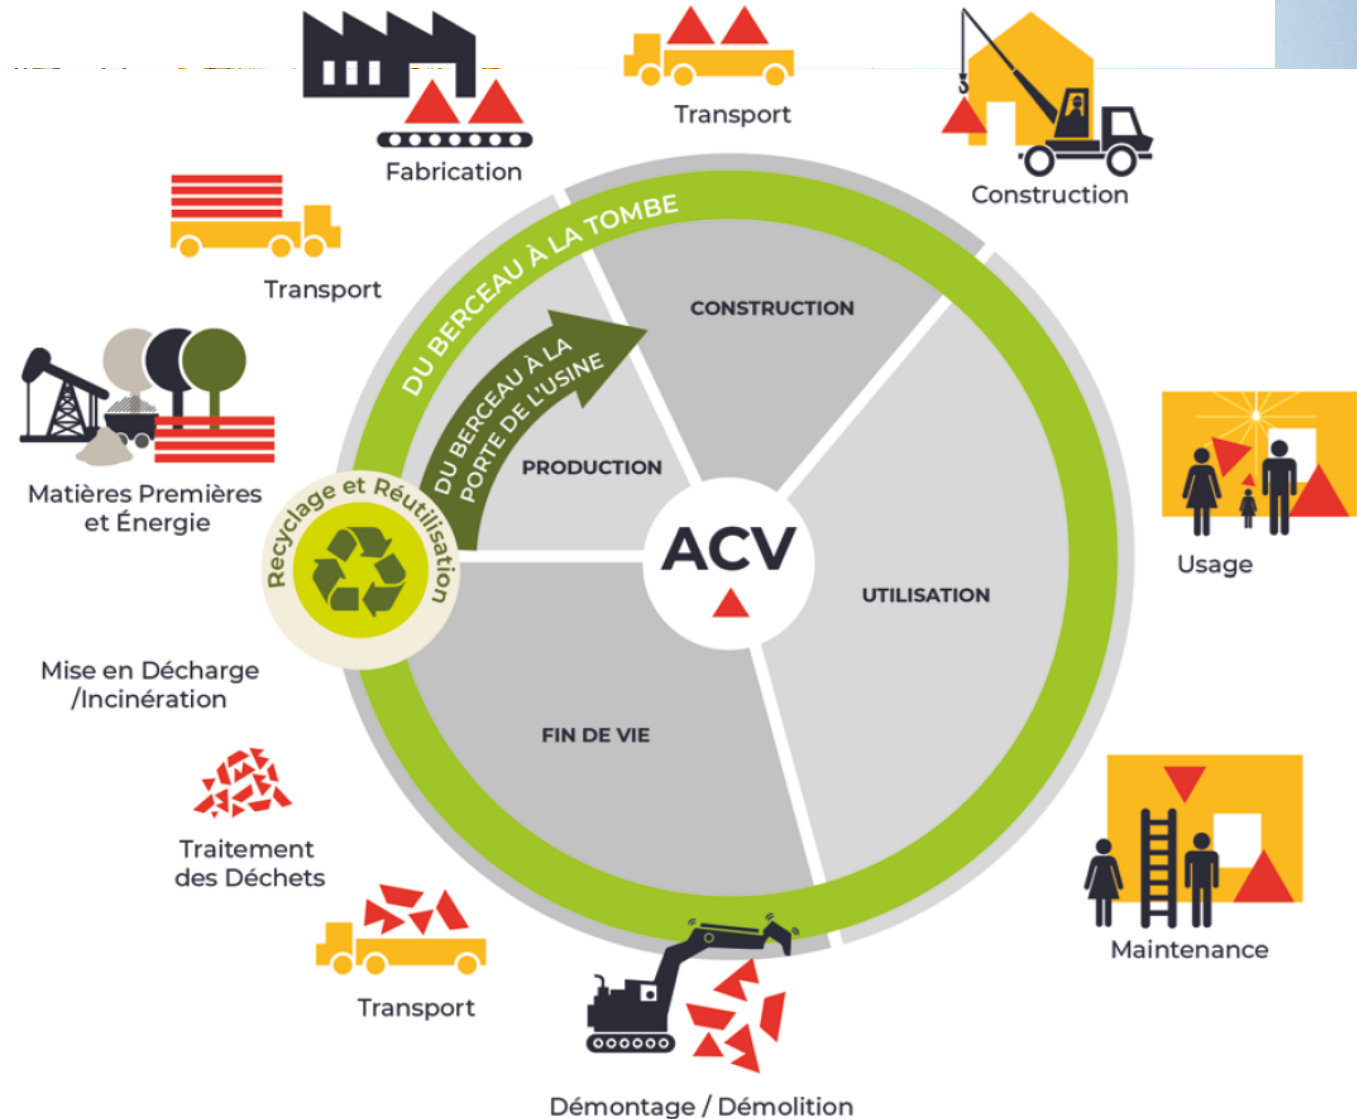 Fabrication
Transport
Construction
Transport
Matières Premières
et Énergie
Mise en Décharge
/Incinération
Traitement
des Déchets
Transport
Démontage / Démolition
Maintenance
Usage
DU BERCEAU À LA TOMBE
DU BERCEAU À LA
PORTE DE L'USINE
Recyclage et Réutilisation
CONSTRUCTION
PRODUCTION
ACV
UTILISATION
FIN DE VIE